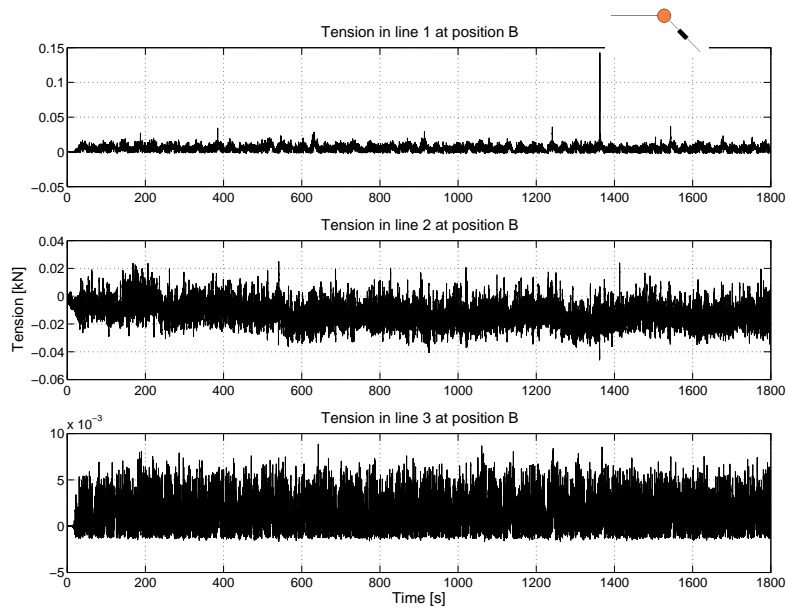 Tension in line 1 at position B
0.15
0.1
0.05
0
−0.05
0 200 400 600 800 1000 1200 1400 1600 1800
Tension in line 2 at position B
0.04
0.02
0
−0.02
−0.04
−0.06
0 200 400 600 800 1000 1200 1400 1600 1800
Tension [kN]
Tension in line 3 at position B
x 10−3
10
5
0
−5
0 200 400 600 800 1000 1200 1400 1600 1800
Time [s]